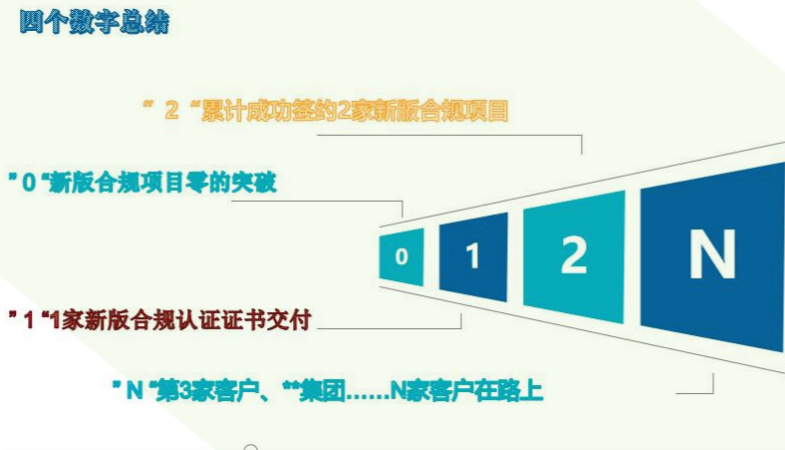 四个数字总结
" 2 "累计成功签约2家新版合规项目
"0"新版合规项目零的突破
0 1 2 N
"1"1家新版合规认证证书交付
"N"第3家客户、**集团……N家客户在路上